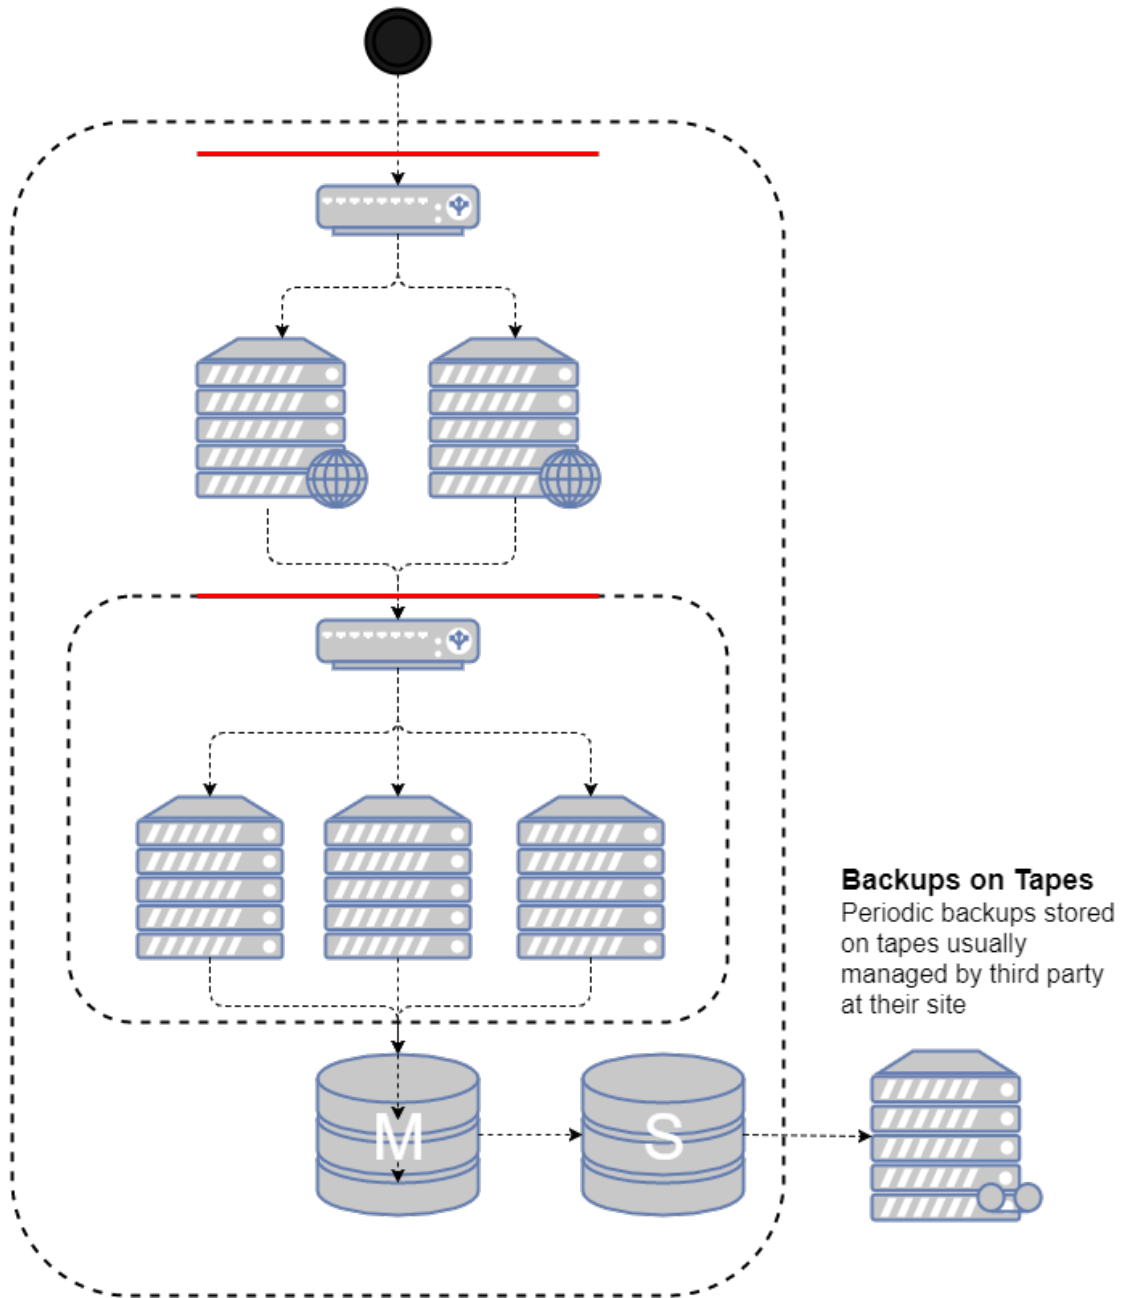 Backups on Tapes
Periodic backups stored
on tapes usually
managed by third party
at their site
M
S